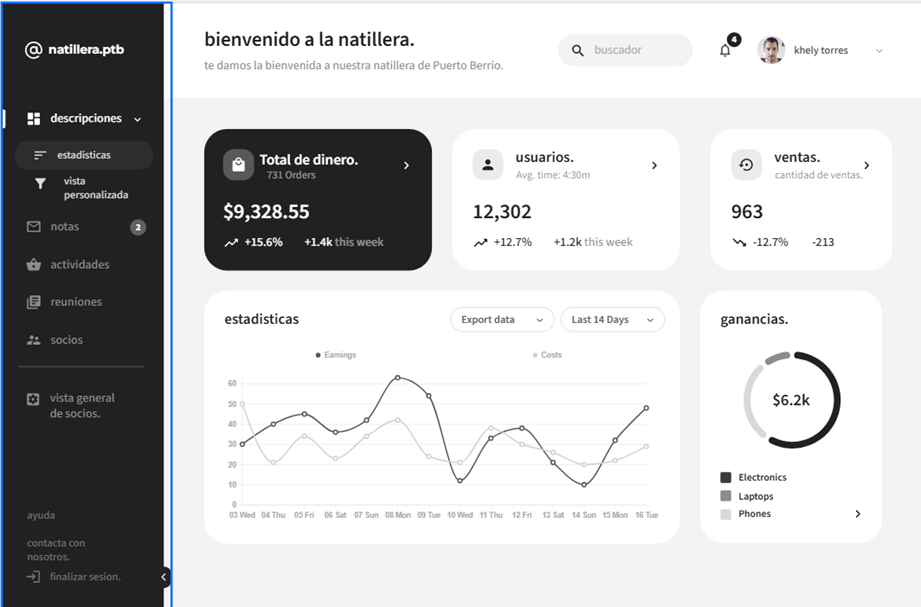 @ natillera.ptb
descripciones
estadisticas
vista
personalizada
notas
2
actividades
reuniones
socios
vista general
de socios.
ayuda
contacta con
nosotros.
finalizar sesion.
bienvenido a la natillera.
te damos la bienvenida a nuestra natillera de Puerto Berrio.
buscador
4
khely torres
Total de dinero.
731 Orders
$9,328.55
+15.6% +1.4k this week
usuarios.
Avg. time: 4:30m
12,302
+12.7% +1.2k this week
ventas.
cantidad de ventas.
963
-12.7% -213
estadisticas
Export data
Last 14 Days
Earnings
Costs
60
50
40
30
20
10
0
03 Wed 04 Thu 05 Fri 06 Sat 07 Sun 08 Mon 09 Tue 10 Wed 11 Thu 12 Fri 13 Sat 14 Sun 15 Mon 16 Tue
ganancias.
$6.2k
Electronics
Laptops
Phones